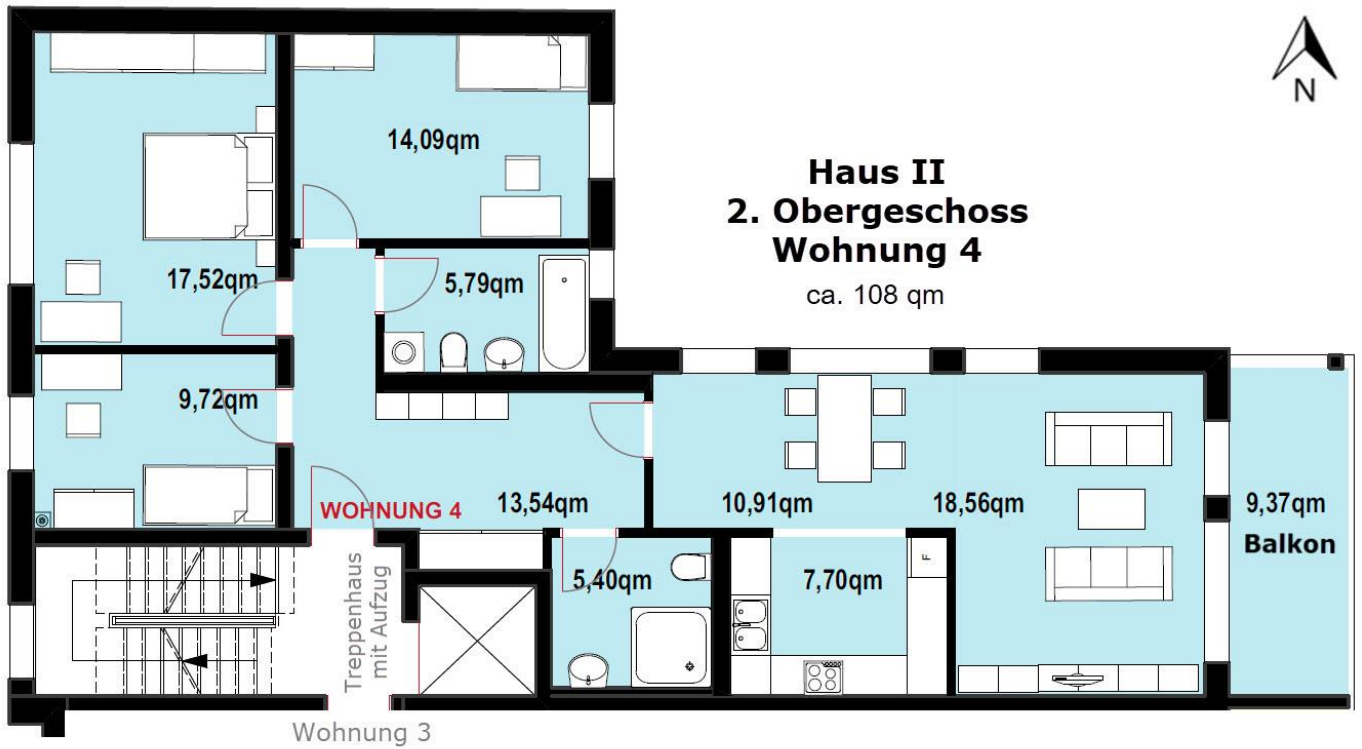 N
14,09qm
Haus II
2. Obergeschoss
Wohnung 4
ca. 108 qm
17,52qm
5,79qm
9,72qm
WOHNUNG 4
13,54qm
10,91qm
18,56qm
9,37qm
Balkon
5,40qm
7,70qm
F
Treppenhaus
mit Aufzug
Wohnung 3